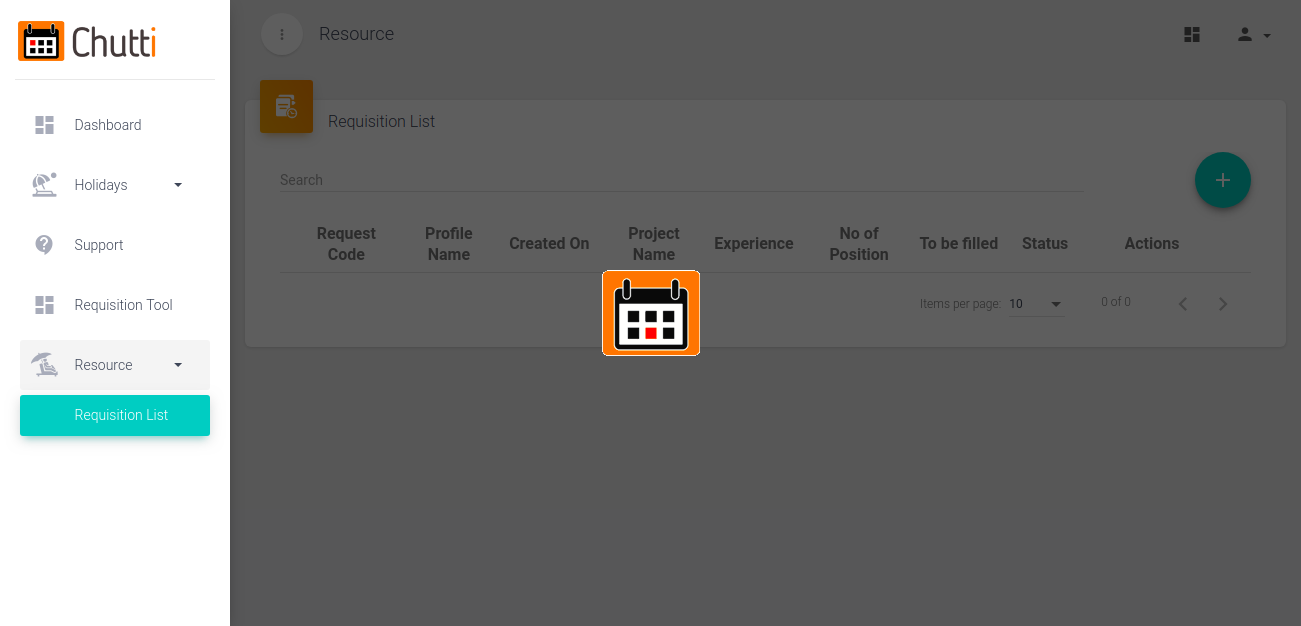 Chutti
Resource
Dashboard
Holidays
Support
Requisition Tool
Resource
Requisition List
Requisition List
Search
Request Code
Profile Name
Created On
Project Name
Experience
No of Position
To be filled
Status
Actions
Items per page: 10
0 of 0